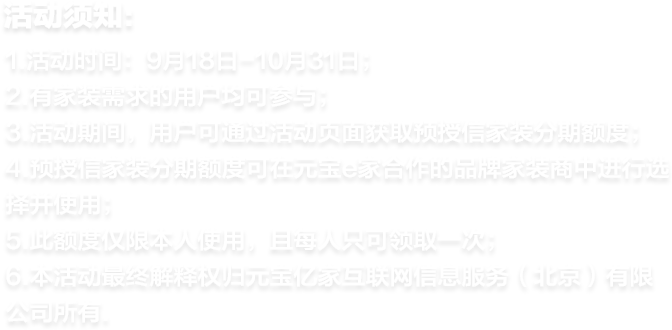 活动须知:
1.活动时间：9月18日-10月31日；
2.有家装需求的用户均可参与；
3.活动期间，用户可通过活动页面获取预授信家装分期额度；
4.预授信家装分期额度可在元宝e家合作的品牌家装商中进行选
择并使用；
5.此额度仅限本人使用，且每人只可领取一次；
6.本活动最终解释权归元宝亿家互联网信息服务（北京）有限
公司所有.